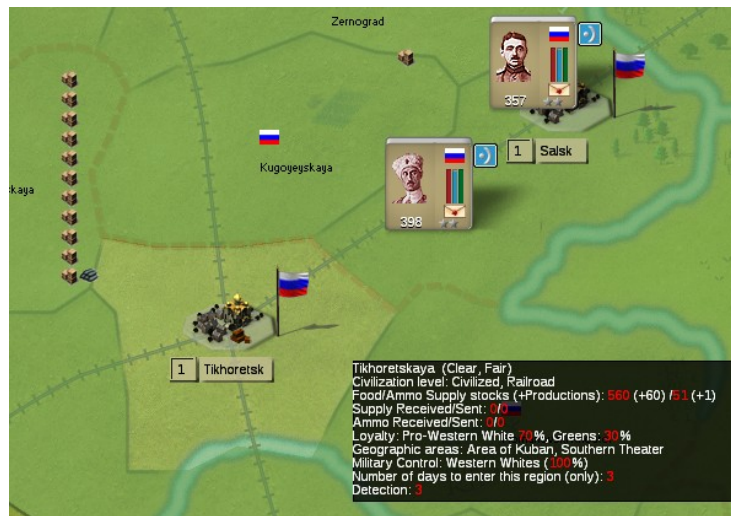 Zernograd
357
Kugoyeyskaya
1 Salsk
skaya
398
1 Tikhoretsk
Tikhoretskaya (Clear, Fair)
Civilization level: Civilized, Railroad
Food/Ammo Supply stocks (+Productions): 560 (+60) /51 (+1)
Supply Received/Sent: 0/0
Ammo Received/Sent: 0/0
Loyalty: Pro-Western White 70%, Greens: 30%
Geographic areas: Area of Kuban, Southern Theater
Military Control: Western Whites (100%)
Number of days to enter this region (only): 3
Detection: 3